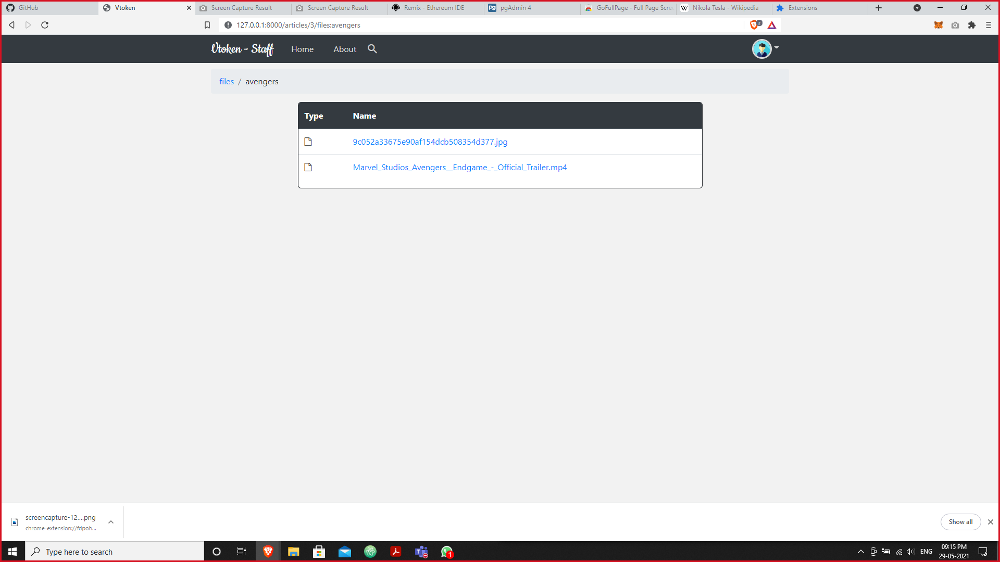 GitHub
Vtoken
Screen Capture Result
Screen Capture Result
Remix - Ethereum IDE
pgAdmin 4
GoFullPage - Full Page Scre
Nikola Tesla - Wikipedia
Extensions
127.0.0.1:8000/articles/3/files:avengers
2
Vtoken - Staff
Home
About
files / avengers
Type Name
9c052a33675e90af154dcb508354d377.jpg
Marvel_Studios_Avengers__Endgame_-_Official_Trailer.mp4
screencapture-12....png
chrome-extension://fdpoh...
Show all
Type here to search
1
ENG
09:15 PM
29-05-2021